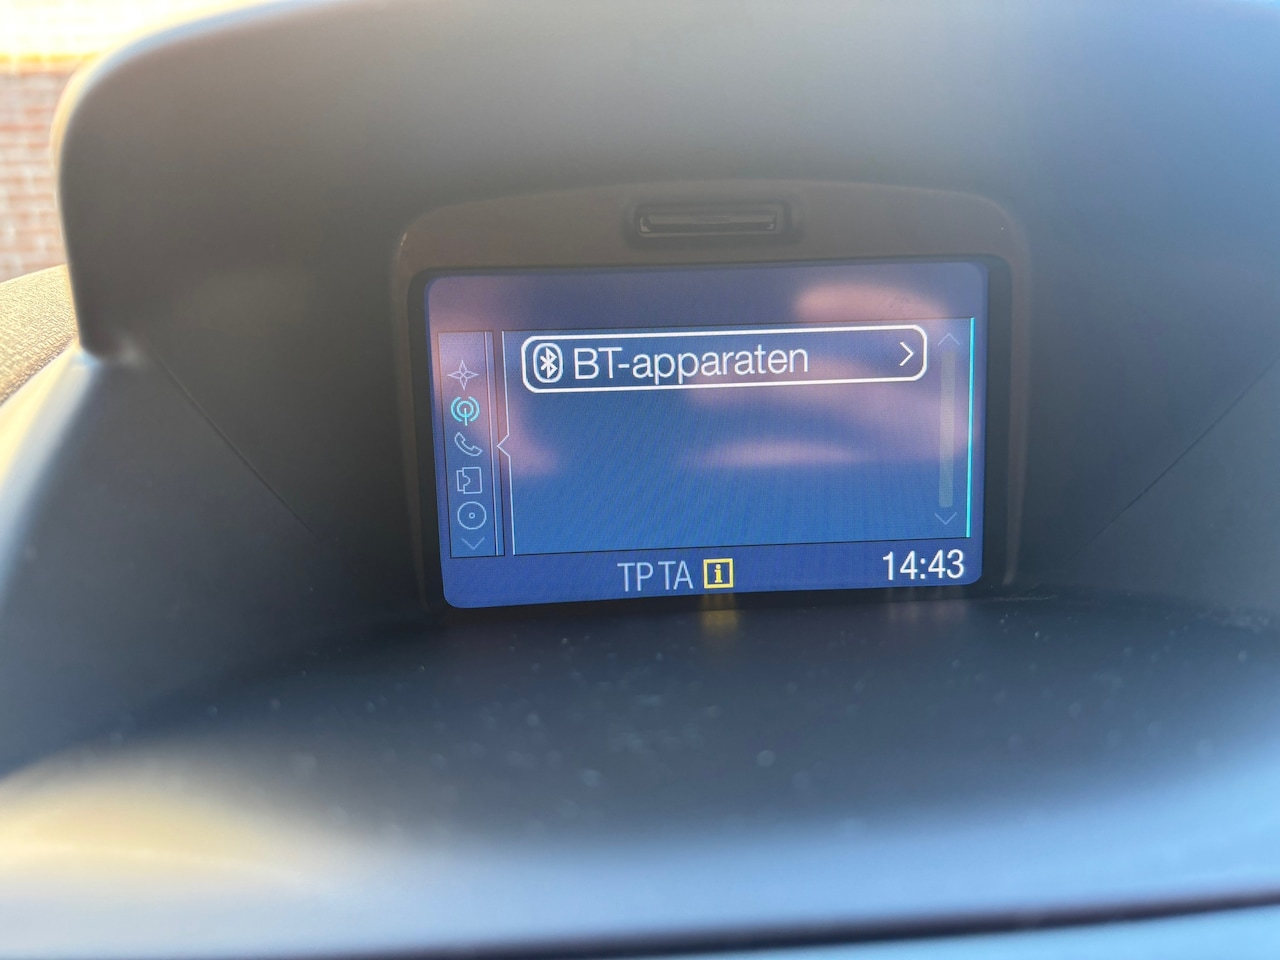 BT-apparaten
TP TA i
14:43